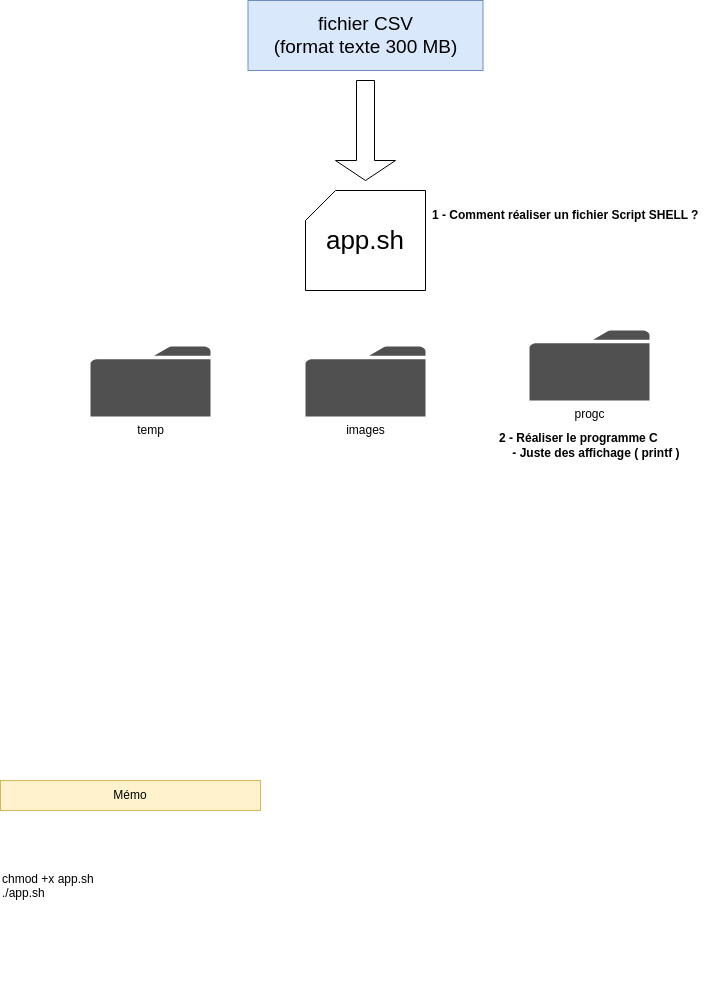 fichier CSV
(format texte 300 MB)
app.sh
1 - Comment réaliser un fichier Script SHELL ?
temp
images
progc
2 - Réaliser le programme C
- Juste des affichage ( printf )
Mémo
chmod +x app.sh
./app.sh